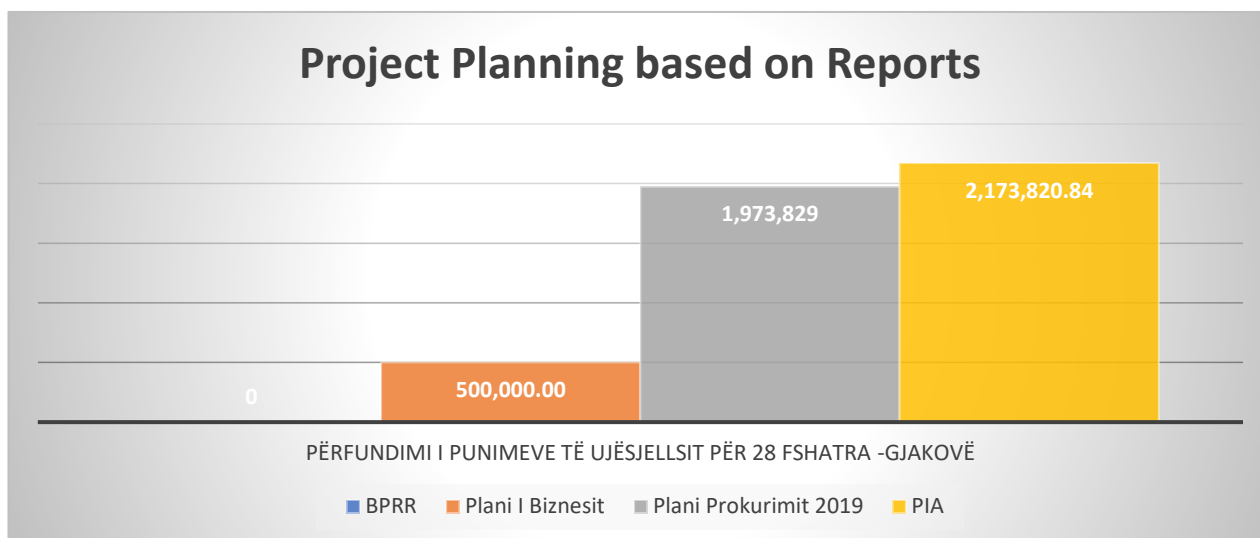 Project Planning based on Reports
2,173,820.84
1,973,829
500,000.00
0
PËRFUNDIMI I PUNIMEVE TË UJËSJELLSIT PËR 28 FSHATRA -GJAKOVË
BPRR Plani I Biznesit Plani Prokurimit 2019 PIA